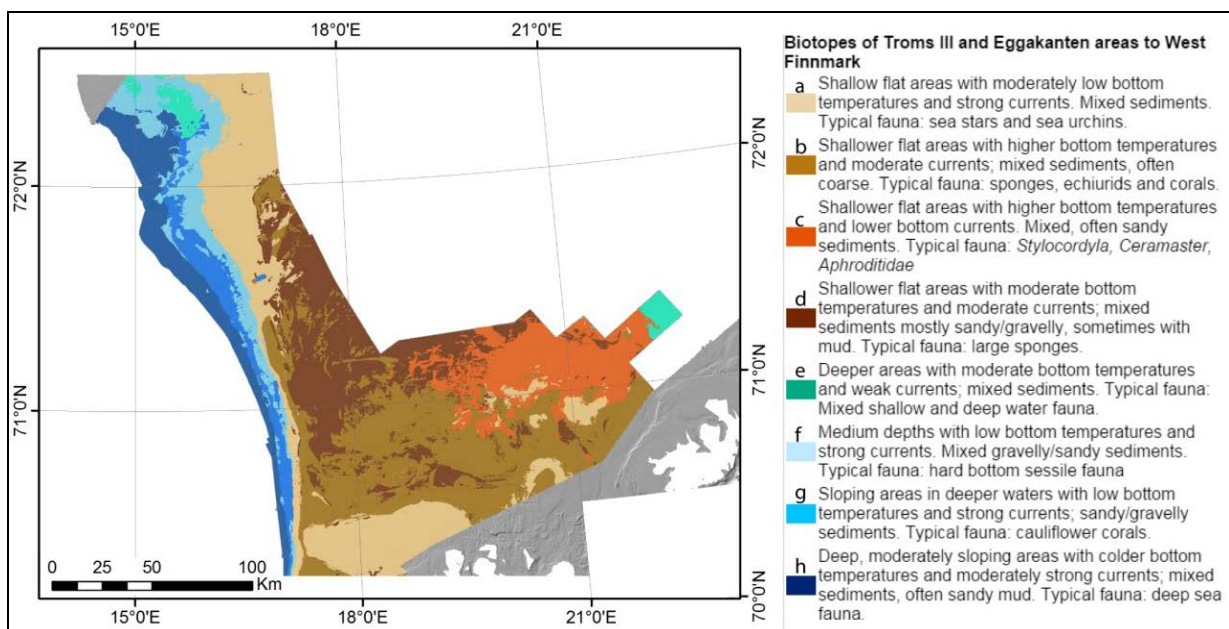 15°0'E 18°0'E 21°0'E
72°0'N 72°0'N
71°0'N 71°0'N
70°0'N
0 25 50 100
Km
15°0'E 18°0'E 21°0'E
Biotopes of Troms III and Eggakanten areas to West
Finnmark
a Shallow flat areas with moderately low bottom
temperatures and strong currents. Mixed sediments.
Typical fauna: sea stars and sea urchins.
b Shallower flat areas with higher bottom temperatures
and moderate currents; mixed sediments, often
coarse. Typical fauna: sponges, echiurids and corals.
c Shallower flat areas with higher bottom temperatures
and lower bottom currents. Mixed, often sandy
sediments. Typical fauna: Stylocordyla, Ceramaster,
Aphroditidae
d Shallower flat areas with moderate bottom
temperatures and moderate currents; mixed
sediments mostly sandy/gravelly, sometimes with
mud. Typical fauna: large sponges.
e Deeper areas with moderate bottom temperatures
and weak currents; mixed sediments. Typical fauna:
Mixed shallow and deep water fauna.
f Medium depths with low bottom temperatures and
strong currents. Mixed gravelly/sandy sediments.
Typical fauna: hard bottom sessile fauna
g Sloping areas in deeper waters with low bottom
temperatures and strong currents; sandy/gravelly
sediments. Typical fauna: cauliflower corals.
h Deep, moderately sloping areas with colder bottom
temperatures and moderately strong currents; mixed
sediments, often sandy mud. Typical fauna: deep sea
fauna.